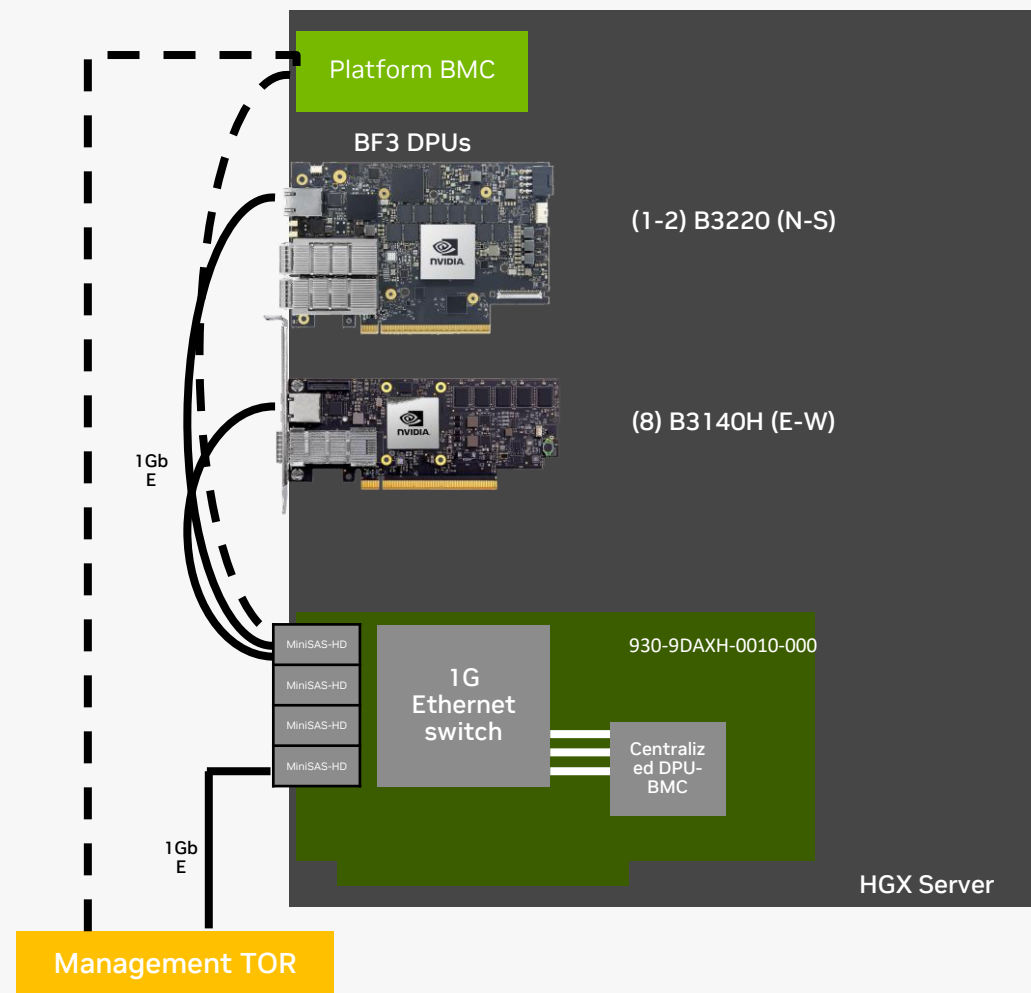 Platform BMC
BF3 DPUs
NVIDIA
(1-2) B3220 (N-S)
NVIDIA
(8) B3140H (E-W)
1Gb
E
MiniSAS-HD
MiniSAS-HD
MiniSAS-HD
MiniSAS-HD
1G
Ethernet
switch
930-9DAXH-0010-000
Centraliz
ed DPU-
BMC
1Gb
E
HGX Server
Management TOR